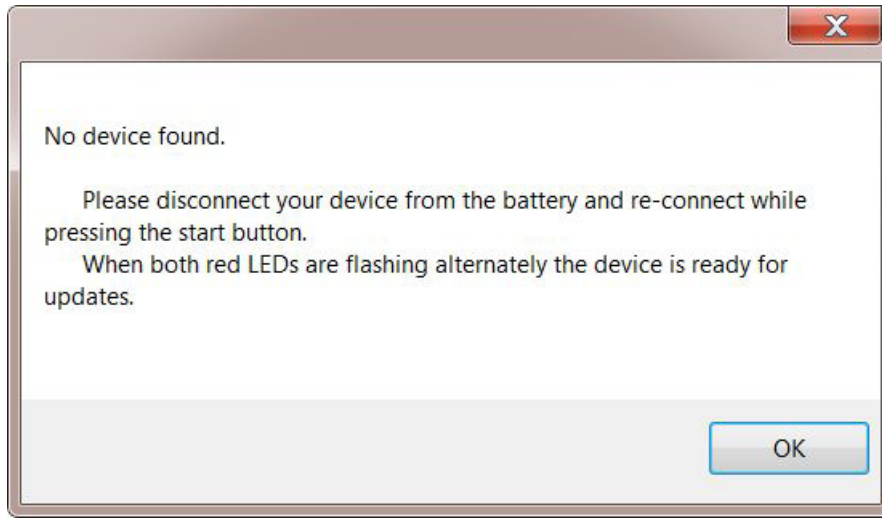 No device found.
Please disconnect your device from the battery and re-connect while
pressing the start button.
When both red LEDs are flashing alternately the device is ready for
updates.
OK